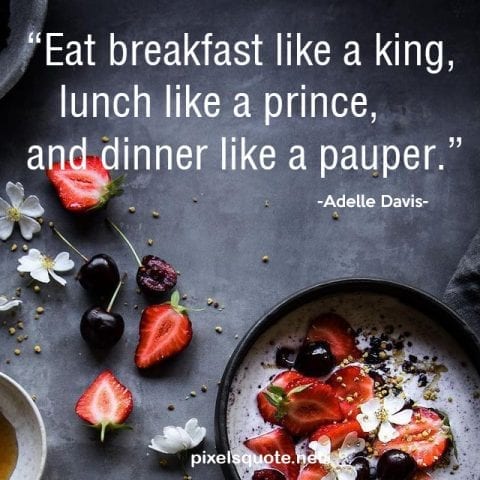 “Eat breakfast like a king,
lunch like a prince,
and dinner like a pauper.”
-Adelle Davis-
pixelsquote.net